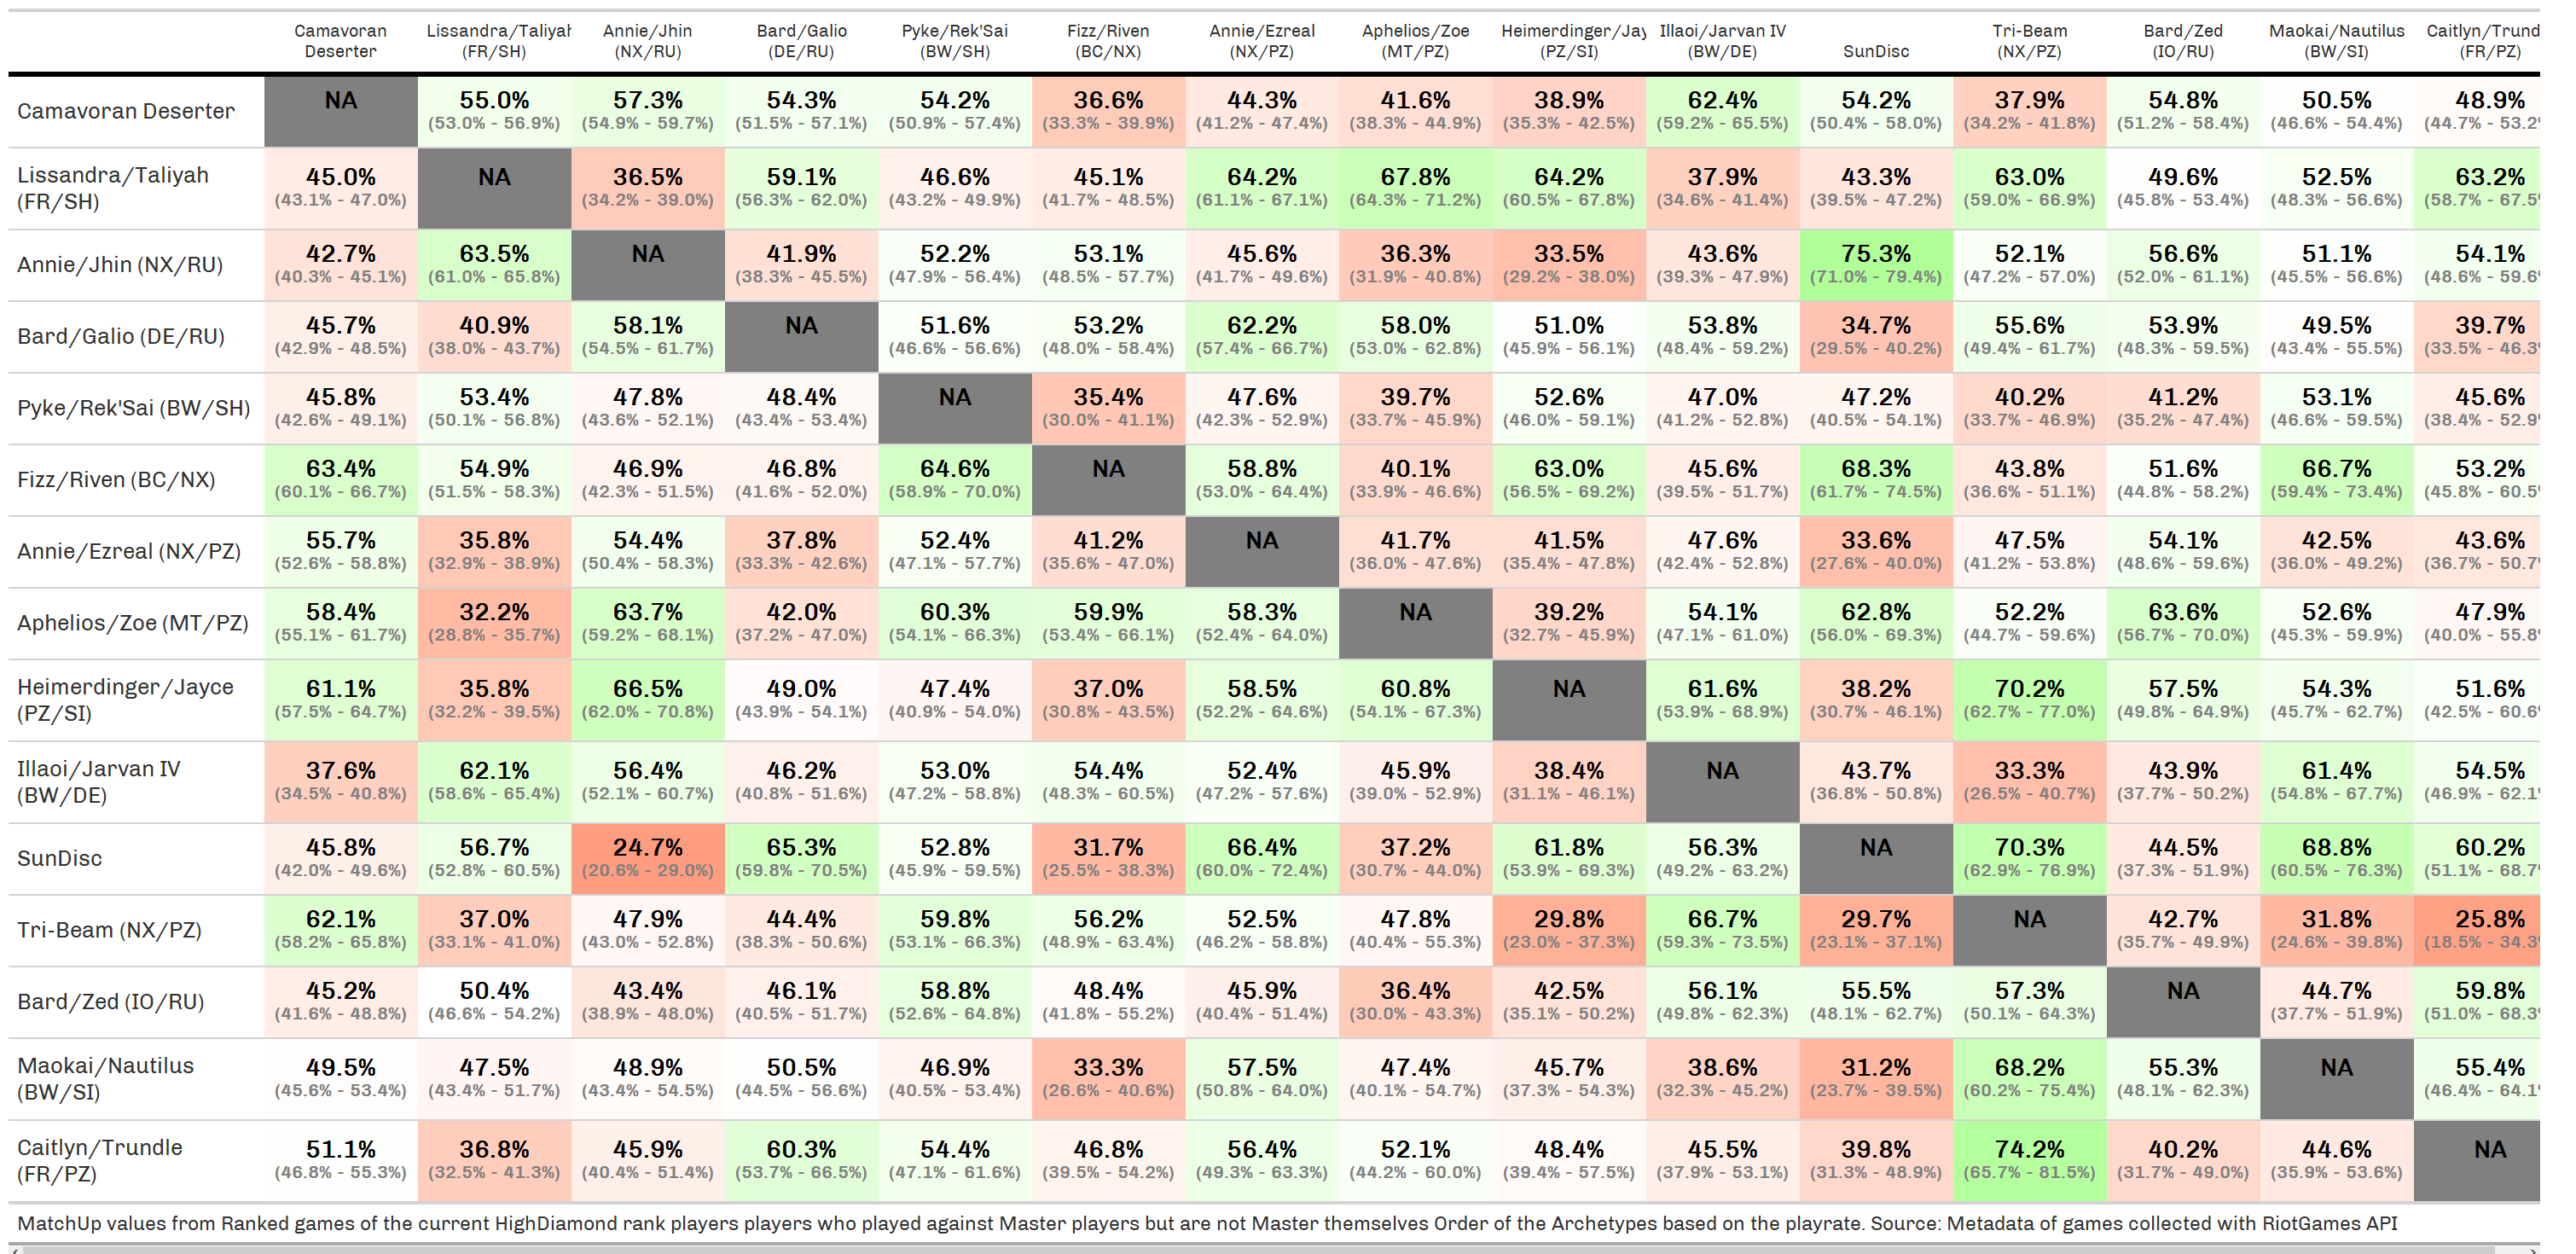 Camavoran Lissandra/Taliyah Annie/Jhin Bard/Galio Pyke/Rek'Sai Fizz/Riven Annie/Ezreal Aphelios/Zoe Heimerdinger/Jay Illaoi/Jarvan IV Tri-Beam Bard/Zed Maokai/Nautilus Caitlyn/Trund
Deserter (FR/SH) (NX/RU) (DE/RU) (BW/SH) (BC/NX) (NX/PZ) (MT/PZ) (PZ/SI) (BW/DE) SunDisc (NX/PZ) (IO/RU) (BW/SI) (FR/PZ)
Camavoran Deserter NA 55.0% 57.3% 54.3% 54.2% 36.6% 44.3% 41.6% 38.9% 62.4% 54.2% 37.9% 54.8% 50.5% 48.9%
(53.0% - 56.9%) (54.9% - 59.7%) (51.5% - 57.1%) (50.9% - 57.4%) (33.3% - 39.9%) (41.2% - 47.4%) (38.3% - 44.9%) (35.3% - 42.5%) (59.2% - 65.5%) (50.4% - 58.0%) (34.2% - 41.8%) (51.2% - 58.4%) (46.6% - 54.4%) (44.7% - 53.2
Lissandra/Taliyah 45.0% NA 36.5% 59.1% 46.6% 45.1% 64.2% 67.8% 64.2% 37.9% 43.3% 63.0% 49.6% 52.5% 63.2%
(FR/SH) (43.1% - 47.0%) (34.2% - 39.0%) (56.3% - 62.0%) (43.2% - 49.9%) (41.7% - 48.5%) (61.1% - 67.1%) (64.3% - 71.2%) (60.5% - 67.8%) (34.6% - 41.4%) (39.5% - 47.2%) (59.0% - 66.9%) (45.8% - 53.4%) (48.3% - 56.6%) (58.7% - 67.5
Annie/Jhin (NX/RU) 42.7% 63.5% NA 41.9% 52.2% 53.1% 45.6% 36.3% 33.5% 43.6% 75.3% 52.1% 56.6% 51.1% 54.1%
(40.3% - 45.1%) (61.0% - 65.8%) (38.3% - 45.5%) (47.9% - 56.4%) (48.5% - 57.7%) (41.7% - 49.6%) (31.9% - 40.8%) (29.2% - 38.0%) (39.3% - 47.9%) (71.0% - 79.4%) (47.2% - 57.0%) (52.0% - 61.1%) (45.5% - 56.6%) (48.6% - 59.6
Bard/Galio (DE/RU) 45.7% 40.9% 58.1% NA 51.6% 53.2% 62.2% 58.0% 51.0% 53.8% 34.7% 55.6% 53.9% 49.5% 39.7%
(42.9% - 48.5%) (38.0% - 43.7%) (54.5% - 61.7%) (46.6% - 56.6%) (48.0% - 58.4%) (57.4% - 66.7%) (53.0% - 62.8%) (45.9% - 56.1%) (48.4% - 59.2%) (29.5% - 40.2%) (49.4% - 61.7%) (48.3% - 59.5%) (43.4% - 55.5%) (33.5% - 46.3
Pyke/Rek'Sai (BW/SH) 45.8% 53.4% 47.8% 48.4% NA 35.4% 47.6% 39.7% 52.6% 47.0% 47.2% 40.2% 41.2% 53.1% 45.6%
(42.6% - 49.1%) (50.1% - 56.8%) (43.6% - 52.1%) (43.4% - 53.4%) (30.0% - 41.1%) (42.3% - 52.9%) (33.7% - 45.9%) (46.0% - 59.1%) (41.2% - 52.8%) (40.5% - 54.1%) (33.7% - 46.9%) (35.2% - 47.4%) (46.6% - 59.5%) (38.4% - 52.9
Fizz/Riven (BC/NX) 63.4% 54.9% 46.9% 46.8% 64.6% NA 58.8% 40.1% 63.0% 45.6% 68.3% 43.8% 51.6% 66.7% 53.2%
(60.1% - 66.7%) (51.5% - 58.3%) (42.3% - 51.5%) (41.6% - 52.0%) (58.9% - 70.0%) (53.0% - 64.4%) (33.9% - 46.6%) (56.5% - 69.2%) (39.5% - 51.7%) (61.7% - 74.5%) (36.6% - 51.1%) (44.8% - 58.2%) (59.4% - 73.4%) (45.8% - 60.5
Annie/Ezreal (NX/PZ) 55.7% 35.8% 54.4% 37.8% 52.4% 41.2% NA 41.7% 41.5% 47.6% 33.6% 47.5% 54.1% 42.5% 43.6%
(52.6% - 58.8%) (32.9% - 38.9%) (50.4% - 58.3%) (33.3% - 42.6%) (47.1% - 57.7%) (35.6% - 47.0%) (36.0% - 47.6%) (35.4% - 47.8%) (42.4% - 52.8%) (27.6% - 40.0%) (41.2% - 53.8%) (48.6% - 59.6%) (36.0% - 49.2%) (36.7% - 50.7
Aphelios/Zoe (MT/PZ) 58.4% 32.2% 63.7% 42.0% 60.3% 59.9% 58.3% NA 39.2% 54.1% 62.8% 52.2% 63.6% 52.6% 47.9%
(55.1% - 61.7%) (28.8% - 35.7%) (59.2% - 68.1%) (37.2% - 47.0%) (54.1% - 66.3%) (53.4% - 66.1%) (52.4% - 64.0%) (32.7% - 45.9%) (47.1% - 61.0%) (56.0% - 69.3%) (44.7% - 59.6%) (56.7% - 70.0%) (45.3% - 59.9%) (40.0% - 55.8
Heimerdinger/Jayce 61.1% 35.8% 66.5% 49.0% 47.4% 37.0% 58.5% 60.8% NA 61.6% 38.2% 70.2% 57.5% 54.3% 51.6%
(PZ/SI) (57.5% - 64.7%) (32.2% - 39.5%) (62.0% - 70.8%) (43.9% - 54.1%) (40.9% - 54.0%) (30.8% - 43.5%) (52.2% - 64.6%) (54.1% - 67.3%) (53.9% - 68.9%) (30.7% - 46.1%) (62.7% - 77.0%) (49.8% - 64.9%) (45.7% - 62.7%) (42.5% - 60.6
Illaoi/Jarvan IV 37.6% 62.1% 56.4% 46.2% 53.0% 54.4% 52.4% 45.9% 38.4% NA 43.7% 33.3% 43.9% 61.4% 54.5%
(BW/DE) (34.5% - 40.8%) (58.6% - 65.4%) (52.1% - 60.7%) (40.8% - 51.6%) (47.2% - 58.8%) (48.3% - 60.5%) (47.2% - 57.6%) (39.0% - 52.9%) (31.1% - 46.1%) (36.8% - 50.8%) (26.5% - 40.7%) (37.7% - 50.2%) (54.8% - 67.7%) (46.9% - 62.1
SunDisc 45.8% 56.7% 24.7% 65.3% 52.8% 31.7% 66.4% 37.2% 61.8% 56.3% NA 70.3% 44.5% 68.8% 60.2%
(42.0% - 49.6%) (52.8% - 60.5%) (20.6% - 29.0%) (59.8% - 70.5%) (45.9% - 59.5%) (25.5% - 38.3%) (60.0% - 72.4%) (30.7% - 44.0%) (53.9% - 69.3%) (49.2% - 63.2%) (62.9% - 76.9%) (37.3% - 51.9%) (60.5% - 76.3%) (51.1% - 68.7
Tri-Beam (NX/PZ) 62.1% 37.0% 47.9% 44.4% 59.8% 56.2% 52.5% 47.8% 29.8% 66.7% 29.7% NA 42.7% 31.8% 25.8%
(58.2% - 65.8%) (33.1% - 41.0%) (43.0% - 52.8%) (38.3% - 50.6%) (53.1% - 66.3%) (48.9% - 63.4%) (46.2% - 58.8%) (40.4% - 55.3%) (23.0% - 37.3%) (59.3% - 73.5%) (23.1% - 37.1%) (35.7% - 49.9%) (24.6% - 39.8%) (18.5% - 34.3
Bard/Zed (IO/RU) 45.2% 50.4% 43.4% 46.1% 58.8% 48.4% 45.9% 36.4% 42.5% 56.1% 55.5% 57.3% NA 44.7% 59.8%
(41.6% - 48.8%) (46.6% - 54.2%) (38.9% - 48.0%) (40.5% - 51.7%) (52.6% - 64.8%) (41.8% - 55.2%) (40.4% - 51.4%) (30.0% - 43.3%) (35.1% - 50.2%) (49.8% - 62.3%) (48.1% - 62.7%) (50.1% - 64.3%) (37.7% - 51.9%) (51.0% - 68.3
Maokai/Nautilus 49.5% 47.5% 48.9% 50.5% 46.9% 33.3% 57.5% 47.4% 45.7% 38.6% 31.2% 68.2% 55.3% NA 55.4%
(BW/SI) (45.6% - 53.4%) (43.4% - 51.7%) (43.4% - 54.5%) (44.5% - 56.6%) (40.5% - 53.4%) (26.6% - 40.6%) (50.8% - 64.0%) (40.1% - 54.7%) (37.3% - 54.3%) (32.3% - 45.2%) (23.7% - 39.5%) (60.2% - 75.4%) (48.1% - 62.3%) (46.4% - 64.1
Caitlyn/Trundle 51.1% 36.8% 45.9% 60.3% 54.4% 46.8% 56.4% 52.1% 48.4% 45.5% 39.8% 74.2% 40.2% 44.6% NA
(FR/PZ) (46.8% - 55.3%) (32.5% - 41.3%) (40.4% - 51.4%) (53.7% - 66.5%) (47.1% - 61.6%) (39.5% - 54.2%) (49.3% - 63.3%) (44.2% - 60.0%) (39.4% - 57.5%) (37.9% - 53.1%) (31.3% - 48.9%) (65.7% - 81.5%) (31.7% - 49.0%) (35.9% - 53.6%)
MatchUp values from Ranked games of the current HighDiamond rank players players who played against Master players but are not Master themselves Order of the Archetypes based on the playrate. Source: Metadata of games collected with RiotGames API